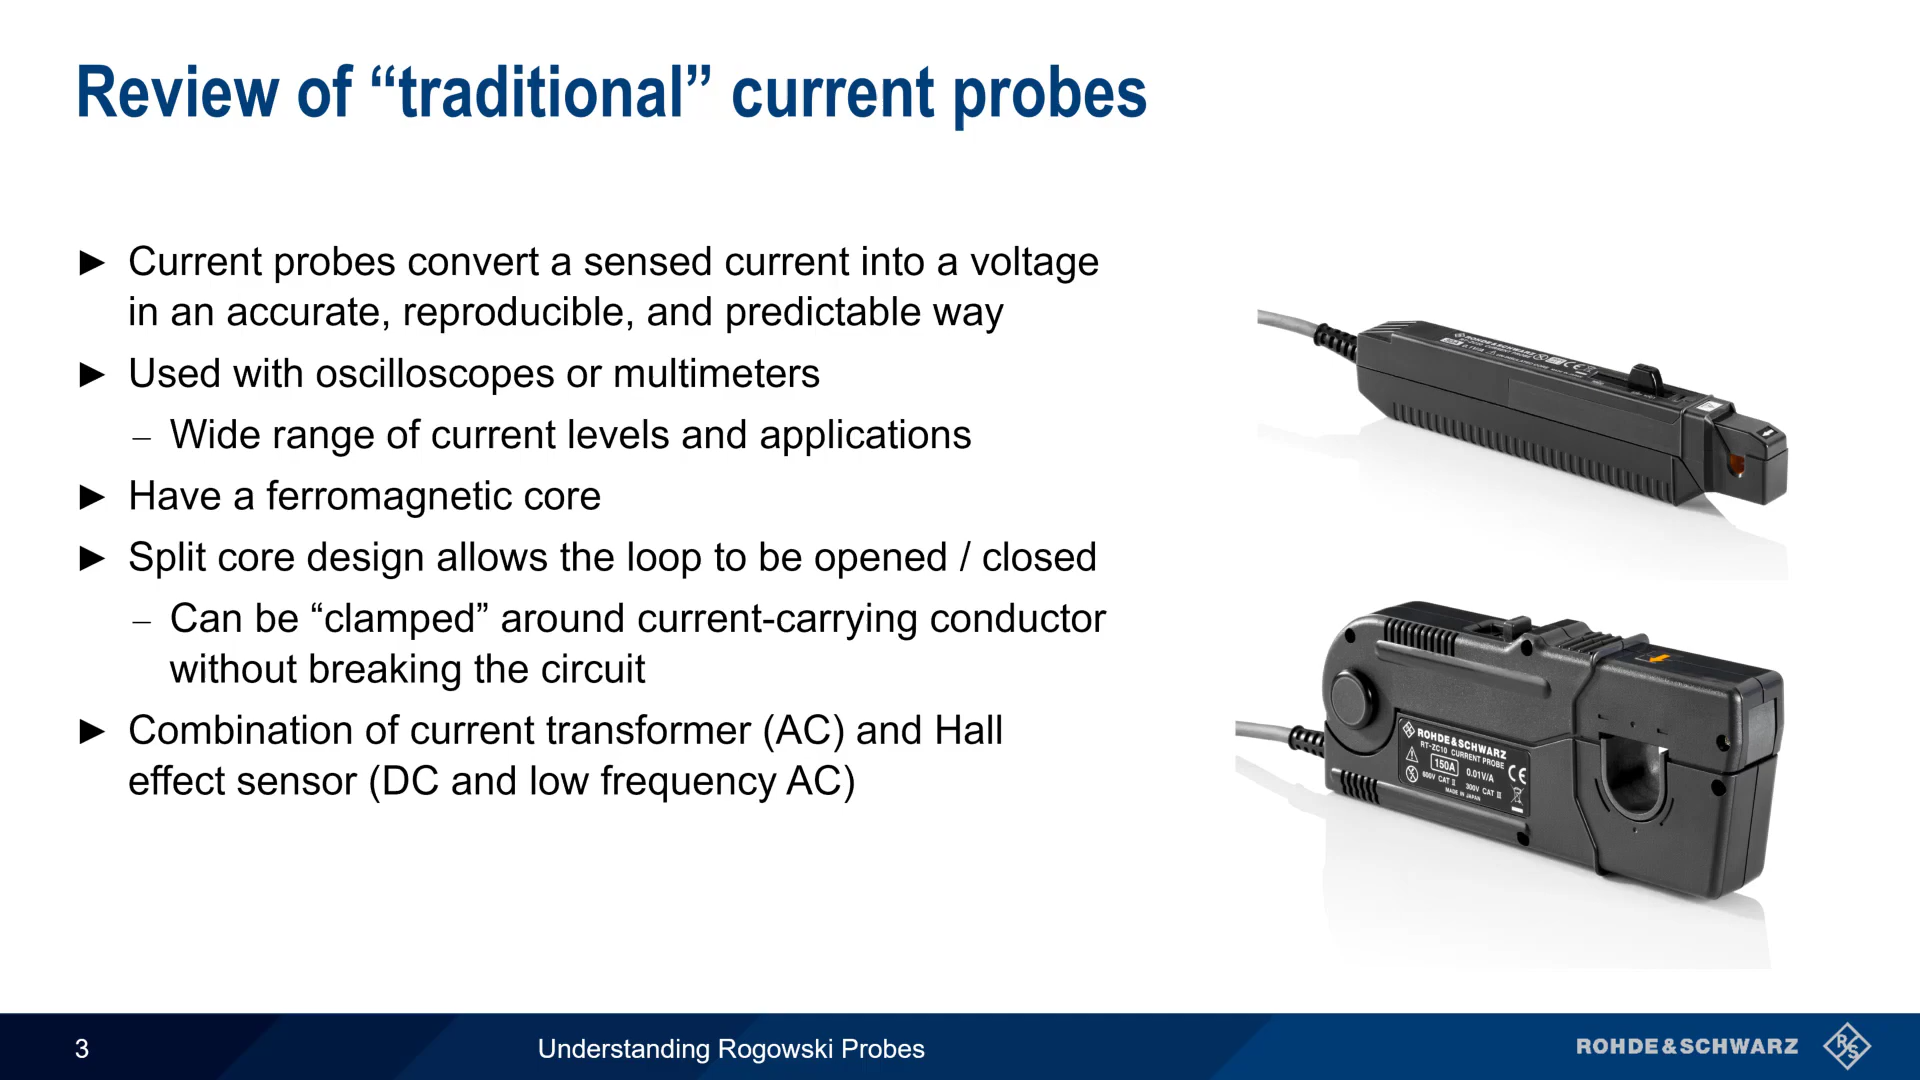 Review of “traditional” current probes
► Current probes convert a sensed current into a voltage
in an accurate, reproducible, and predictable way
► Used with oscilloscopes or multimeters
– Wide range of current levels and applications
► Have a ferromagnetic core
► Split core design allows the loop to be opened / closed
– Can be “clamped” around current-carrying conductor
without breaking the circuit
► Combination of current transformer (AC) and Hall
effect sensor (DC and low frequency AC)
ROHDE&SCHWARZ
CURRENT PROBE
ROHDE&SCHWARZ
RT-ZC10 CURRENT PROBE
150A 0.01V/A
600V CAT II 300V CAT III
MADE IN JAPAN
3
Understanding Rogowski Probes
ROHDE&SCHWARZ
R&S